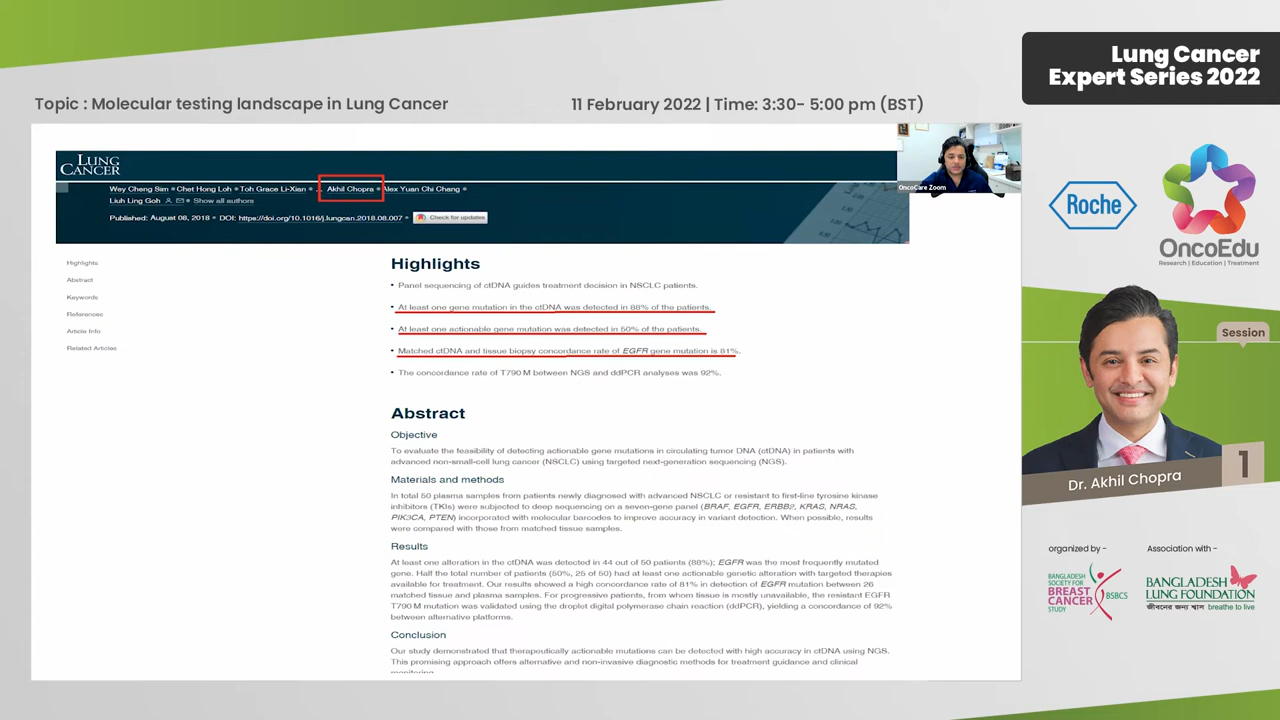 Lung Cancer
Expert Series 2022
Topic : Molecular testing landscape in Lung Cancer
11 February 2022 | Time: 3:30- 5:00 pm (BST)
LUNG
CANCER
Wey Cheng Sim • Chet Hong Loh • Toh Grace Li-Xian • ... Akhil Chopra • Alex Yuan Chi Chang •
Liuh Ling Goh • Show all authors
Published: August 08, 2018 • DOI: https://doi.org/10.1016/j.lungcan.2018.08.007 • Check for updates
OncoCare Zoom
Roche
OncoEdu
Research | Education | Treatment
Highlights
Abstract
Keywords
References
Article Info
Related Articles
Highlights
• Panel sequencing of ctDNA guides treatment decision in NSCLC patients.
• At least one gene mutation in the ctDNA was detected in 88% of the patients.
• At least one actionable gene mutation was detected in 50% of the patients.
• Matched ctDNA and tissue biopsy concordance rate of EGFR gene mutation is 81%.
• The concordance rate of T790 M between NGS and ddPCR analyses was 92%.
Abstract
Objective
To evaluate the feasibility of detecting actionable gene mutations in circulating tumor DNA (ctDNA) in patients with
advanced non-small-cell lung cancer (NSCLC) using targeted next-generation sequencing (NGS).
Materials and methods
In total 50 plasma samples from patients newly diagnosed with advanced NSCLC or resistant to first-line tyrosine kinase
inhibitors (TKIs) were subjected to deep sequencing on a seven-gene panel (BRAF, EGFR, ERBB2, KRAS, NRAS,
PIK3CA, PTEN) incorporated with molecular barcodes to improve accuracy in variant detection. When possible, results
were compared with those from matched tissue samples.
Results
At least one alteration in the ctDNA was detected in 44 out of 50 patients (88%); EGFR was the most frequently mutated
gene. Half the total number of patients (50%, 25 of 50) had at least one actionable genetic alteration with targeted therapies
available for treatment. Our results showed a high concordance rate of 81% in detection of EGFR mutation between 26
matched tissue and plasma samples. For progressive patients, from whom tissue is mostly unavailable, the resistant EGFR
T790 M mutation was validated using the droplet digital polymerase chain reaction (ddPCR), yielding a concordance of 92%
between alternative platforms.
Conclusion
Our study demonstrated that therapeutically actionable mutations can be detected with high accuracy in ctDNA using NGS.
This promising approach offers alternative and non-invasive diagnostic methods for treatment guidance and clinical
monitoring.
Session
1
Dr. Akhil Chopra
organized by -
Association with -
BANGLADESH
SOCIETY FOR
BREAST
CANCER
STUDY
BSBCS
BANGLADESH
LUNG FOUNDATION
জীবনের জন্য শ্বাস breathe to live